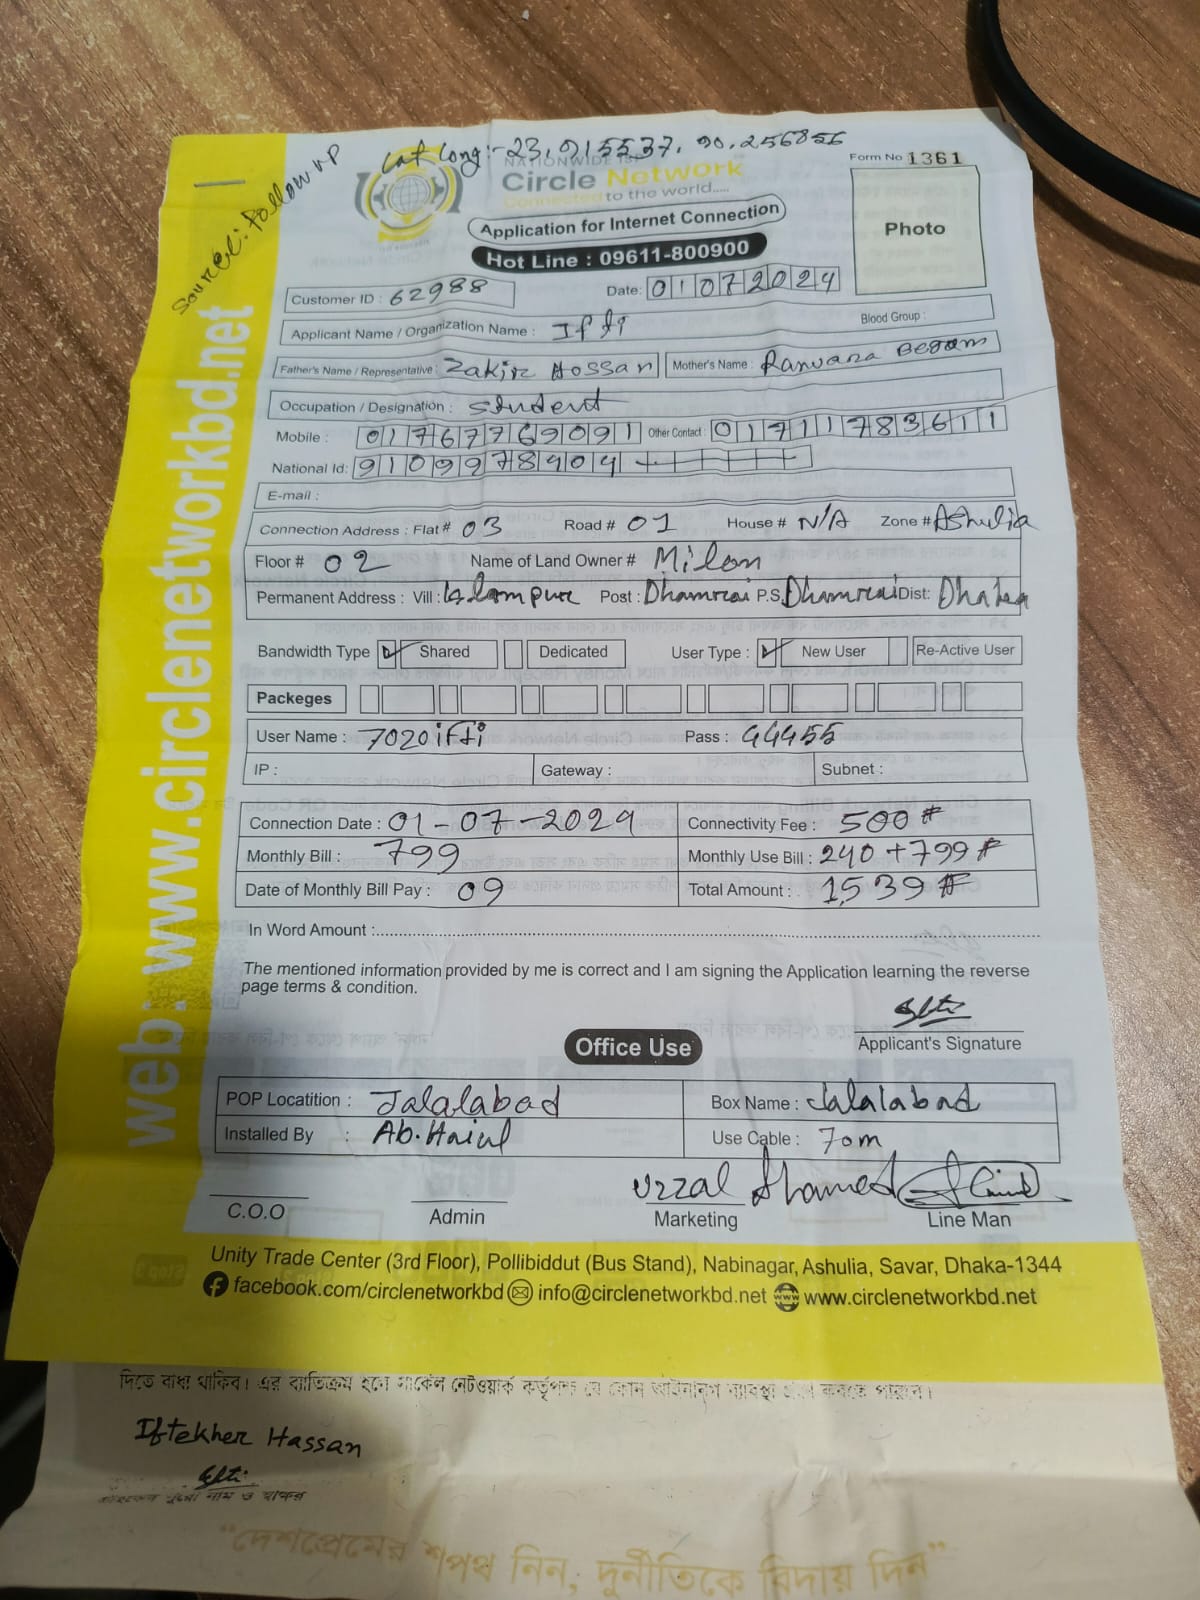 Source: Follow up
Lat Long:-23.915537, 90.256856
NATIONWIDE ISP
Circle Network
Connected to the world.....
Form No 1361
Application for Internet Connection
Photo
Hot Line : 09611-800900
Customer ID : 62988
Date: 01072024
Applicant Name / Organization Name : Ifti
Blood Group :
Father's Name / Representative: Zakir Hossan Mother's Name : Ranuara Begom
Occupation / Designation : Student
Mobile : 01767769091 Other Contact : 01711783611
National Id: 9109978404
E-mail :
Connection Address : Flat# 03 Road # 01 House # N/A Zone # Ashulia
Floor # 02 Name of Land Owner # Milon
Permanent Address : Vill : Islampur Post : Dhamrai P.S. Dhamrai Dist: Dhaka
Bandwidth Type ✓ Shared Dedicated User Type : ✓ New User Re-Active User
Packeges
User Name : 7020ifti Pass : 44455
IP : Gateway : Subnet :
Connection Date : 01-07-2024 Connectivity Fee : 500#
Monthly Bill : 799 Monthly Use Bill : 240+799#
Date of Monthly Bill Pay : 09 Total Amount : 1539#
In Word Amount :
The mentioned information provided by me is correct and I am signing the Application learning the reverse
page terms & condition.
Ifti
Applicant's Signature
Office Use
POP Locatition : Jalalabad Box Name : Jalalabad
Installed By : Ab. Haiul Use Cable : 70m
Uzzal Ahamed
C.O.O Admin Marketing Line Man
Unity Trade Center (3rd Floor), Pollibiddut (Bus Stand), Nabinagar, Ashulia, Savar, Dhaka-1344
facebook.com/circlenetworkbd info@circlenetworkbd.net www.circlenetworkbd.net
web: www.circlenetworkbd.net
দিতে বাধ্য থাকিব। এর ব্যতিক্রম হলে সার্কেল নেটওয়ার্ক কর্তৃপক্ষ যে কোন আইনানুগ ব্যবস্থা গ্রহণ করতে পারবে।
Iftekher Hassan
Ifti
গ্রাহকের পুরো নাম ও স্বাক্ষর
“দেশপ্রেমের শপথ নিন, দুর্নীতিকে বিদায় দিন”